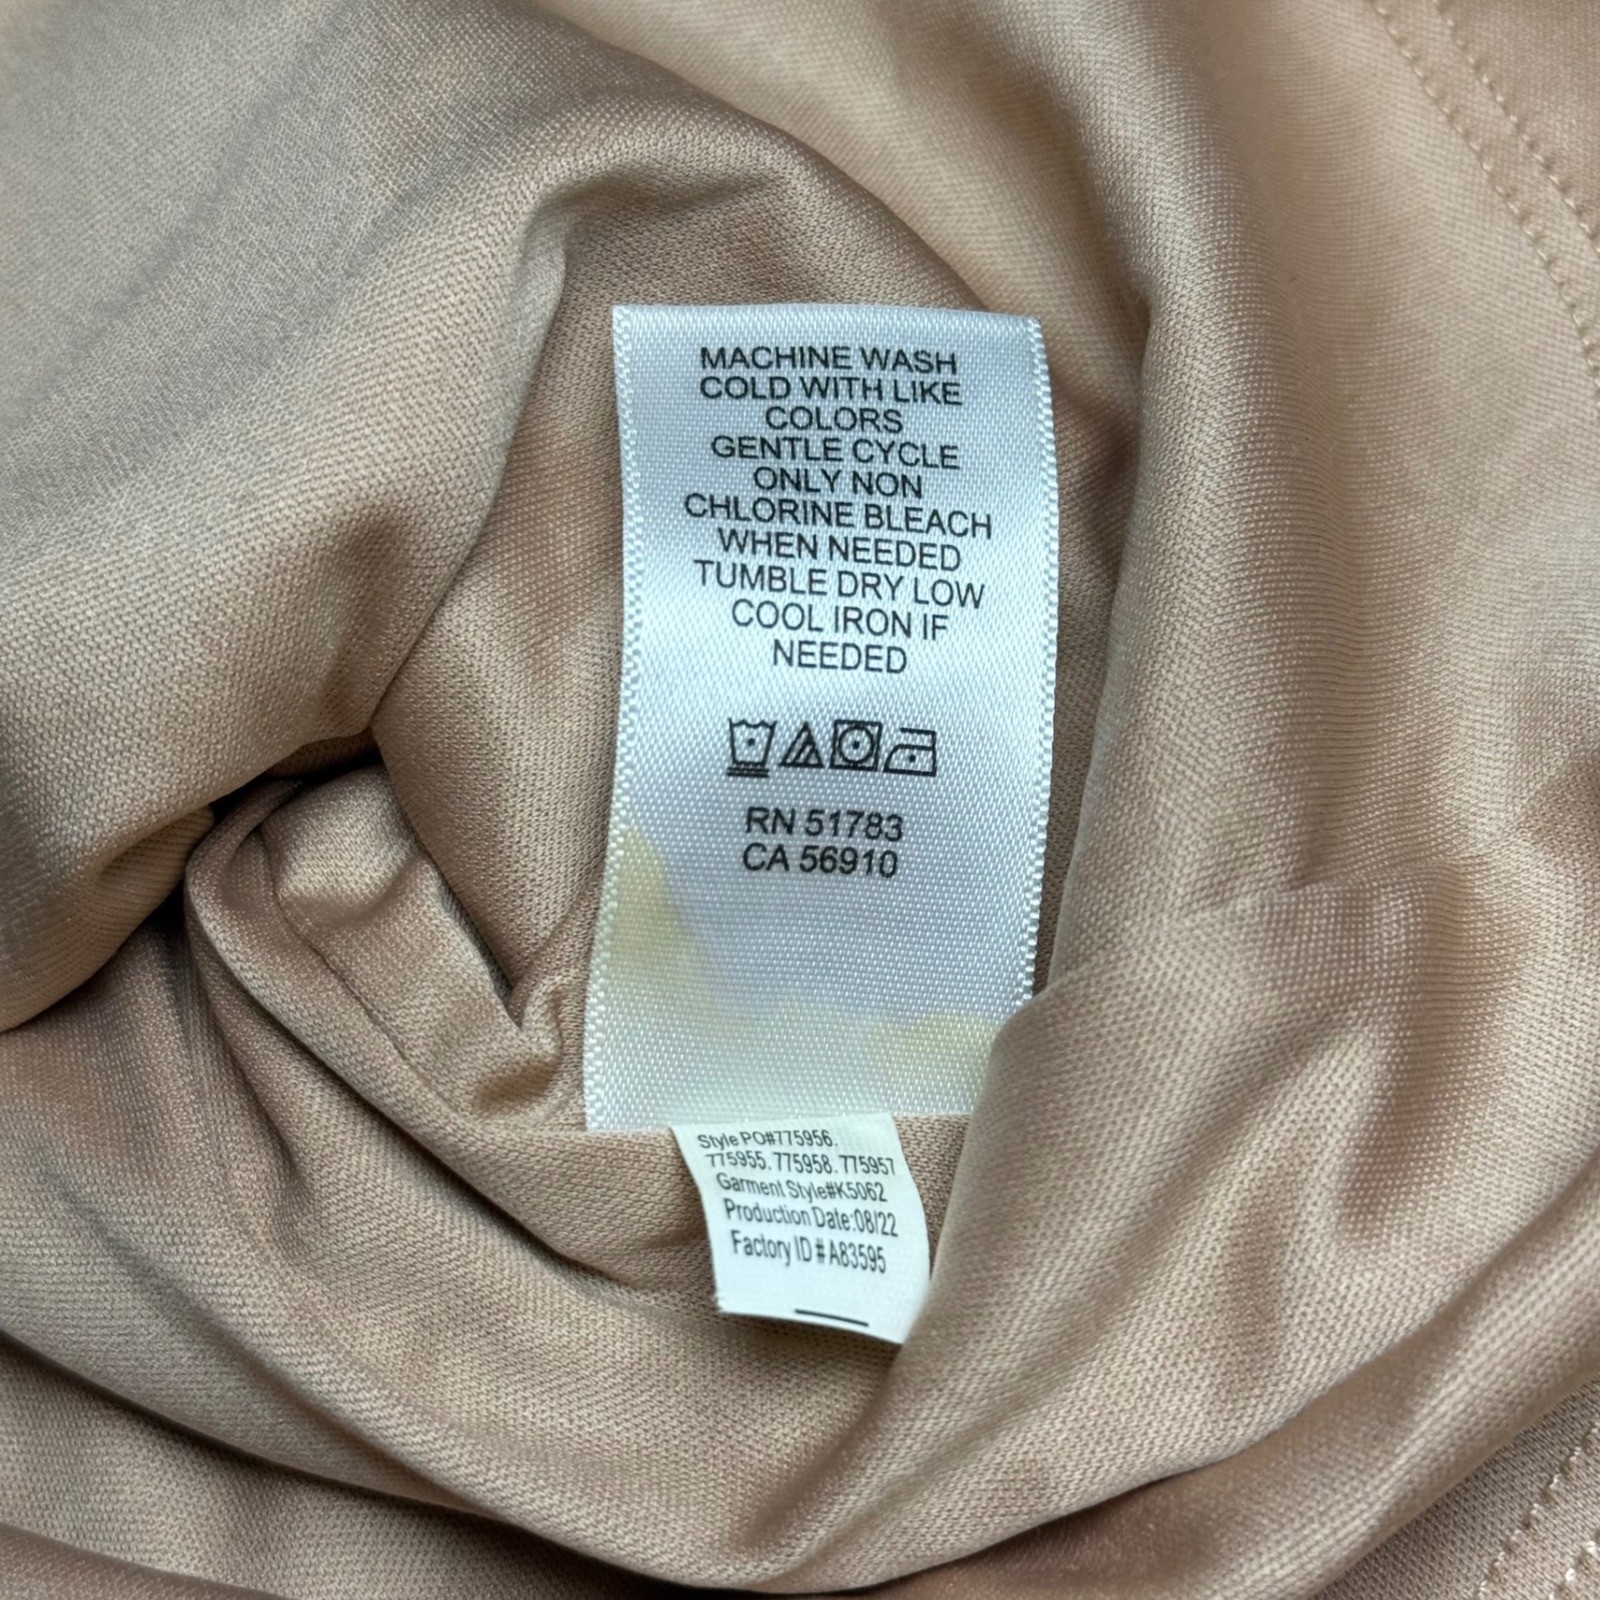 MACHINE WASH
COLD WITH LIKE
COLORS
GENTLE CYCLE
ONLY NON
CHLORINE BLEACH
WHEN NEEDED
TUMBLE DRY LOW
COOL IRON IF
NEEDED
RN 51783
CA 56910
Style PO#775956.
775955. 775958. 775957
Garment Style#K5062
Production Date:08/22
Factory ID # A83595